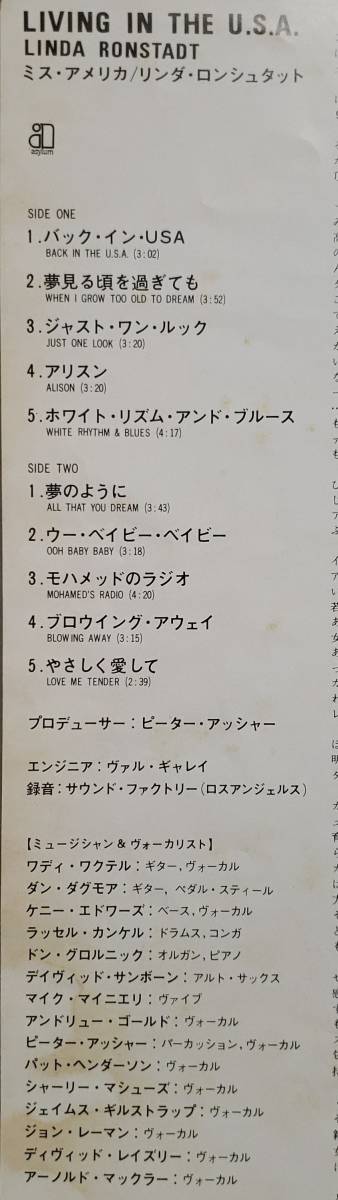 LIVING IN THE U.S.A.
LINDA RONSTADT
ミス・アメリカ/リンダ・ロンシュタット
asylum
SIDE ONE
1.バック・イン・USA
BACK IN THE U.S.A. (3:02)
2.夢見る頃を過ぎても
WHEN I GROW TOO OLD TO DREAM (3:52)
3.ジャスト・ワン・ルック
JUST ONE LOOK (3:20)
4.アリスン
ALISON (3:20)
5.ホワイト・リズム・アンド・ブルース
WHITE RHYTHM & BLUES (4:17)
SIDE TWO
1.夢のように
ALL THAT YOU DREAM (3:43)
2.ウー・ベイビー・ベイビー
OOH BABY BABY (3:18)
3.モハメッドのラジオ
MOHAMED'S RADIO (4:20)
4.ブロウイング・アウェイ
BLOWING AWAY (3:15)
5.やさしく愛して
LOVE ME TENDER (2:39)
プロデューサー：ピーター・アッシャー
エンジニア：ヴァル・ギャレイ
録音：サウンド・ファクトリー(ロスアンジェルス)
【ミュージシャン&ヴォーカリスト】
ワディ・ワクテル：ギター,ヴォーカル
ダン・ダグモア：ギター, ペダル・スティール
ケニー・エドワーズ：ベース,ヴォーカル
ラッセル・カンケル：ドラムス,コンガ
ドン・グロルニック：オルガン,ピアノ
デイヴィッド・サンボーン：アルト・サックス
マイク・マイニエリ：ヴァイブ
アンドリュー・ゴールド：ヴォーカル
ピーター・アッシャー：パーカッション,ヴォーカル
パット・ヘンダーソン：ヴォーカル
シャーリー・マシューズ：ヴォーカル
ジェイムス・ギルストラップ：ヴォーカル
ジョン・レーマン：ヴォーカル
ディヴィッド・レイズリー：ヴォーカル
アーノルド・マックラー：ヴォーカル